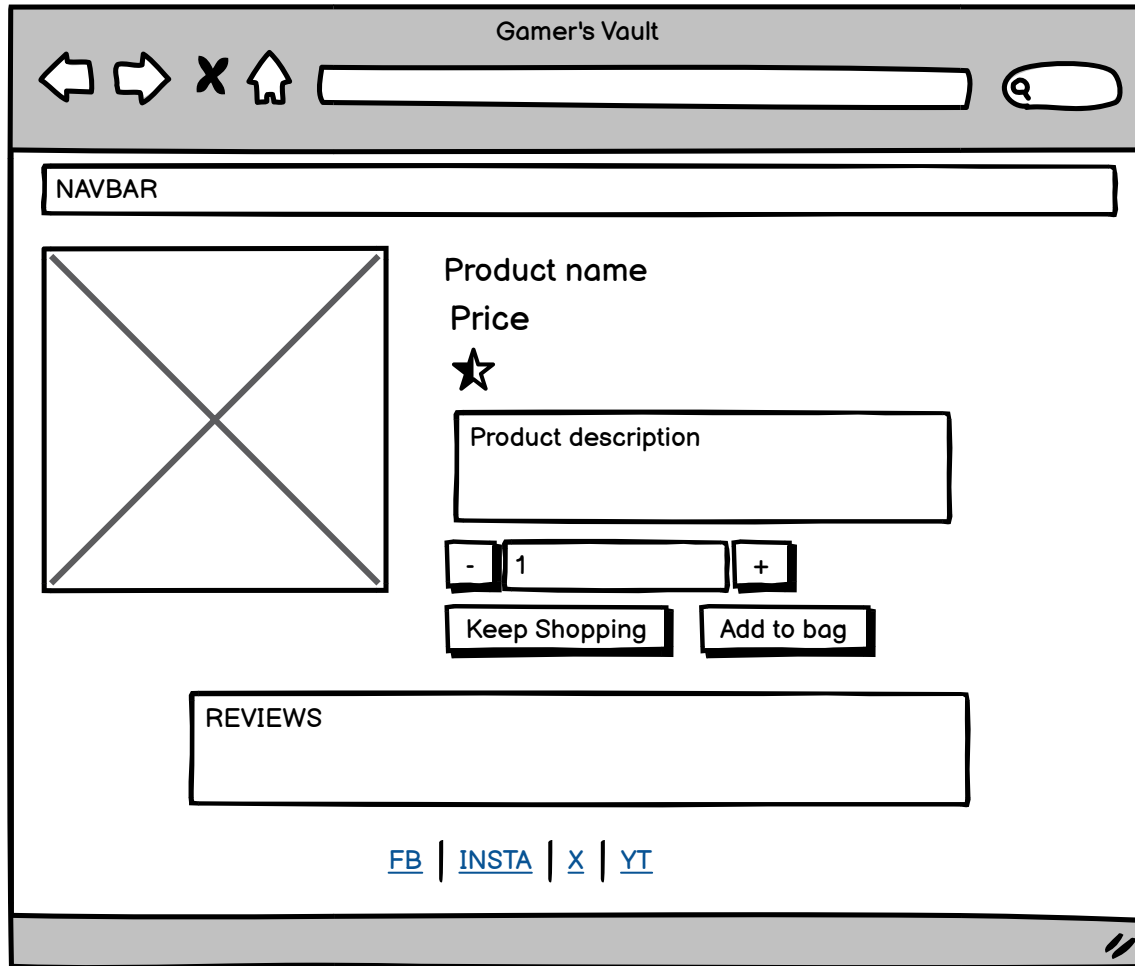 Gamer's Vault
NAVBAR
Product name
Price
Product description
- 1 +
Keep Shopping Add to bag
REVIEWS
FB | INSTA | X | YT